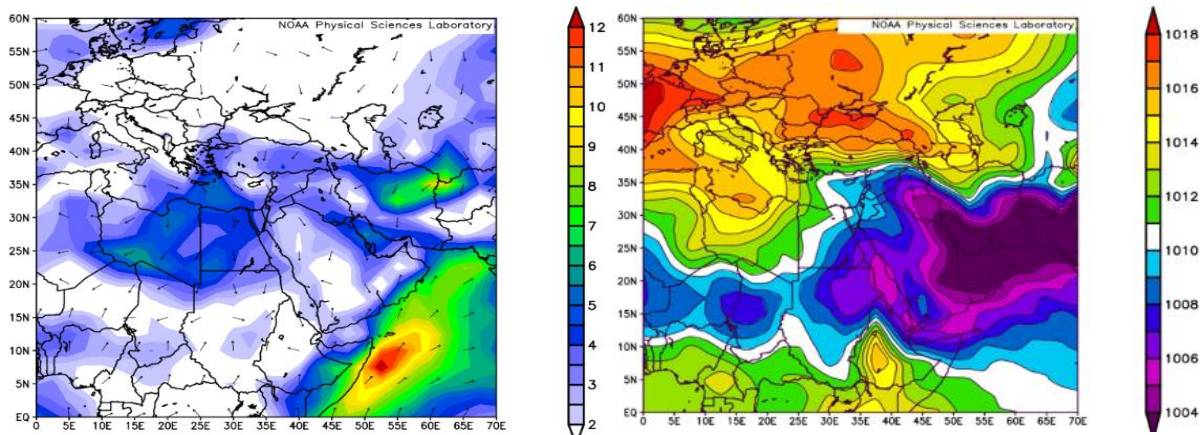 NOAA Physical Sciences Laboratory
60N
55N
50N
45N
40N
35N
30N
25N
20N
15N
10N
5N
EQ
0
5E
10E
15E
20E
25E
30E
35E
40E
45E
50E
55E
60E
65E
70E
12
11
10
9
8
7
6
5
4
3
2
NOAA Physical Sciences Laboratory
60N
55N
50N
45N
40N
35N
30N
25N
20N
15N
10N
5N
EQ
0
5E
10E
15E
20E
25E
30E
35E
40E
45E
50E
55E
60E
65E
70E
1018
1016
1014
1012
1010
1008
1006
1004